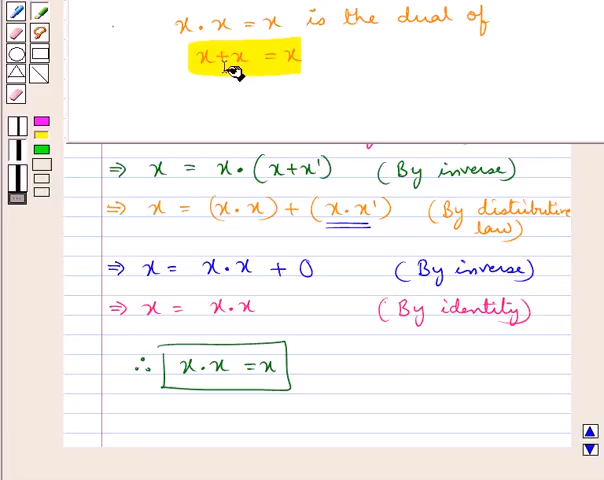 x · x = x is the dual of
x + x = x
⇒ x = x · (x + x') (By inverse)
⇒ x = (x · x) + (x · x') (By distributive
law)
⇒ x = x · x + 0 (By inverse)
⇒ x = x · x (By identity)
∴ x · x = x